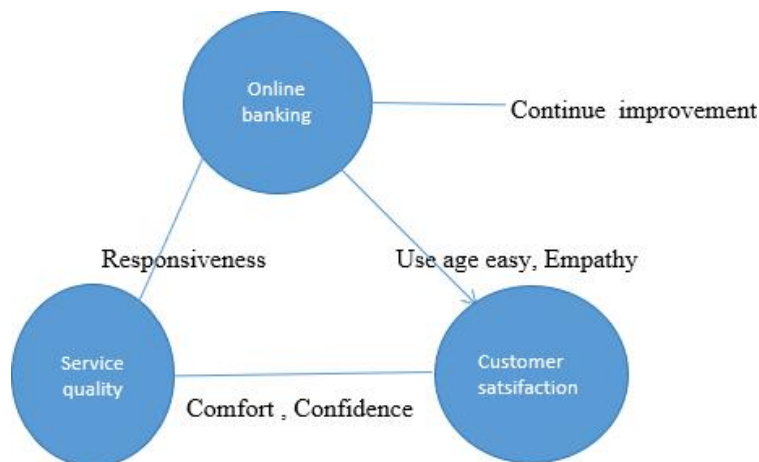 Online
banking
Continue improvement
Responsiveness
Use age easy, Empathy
Service
quality
Customer
satsifaction
Comfort , Confidence